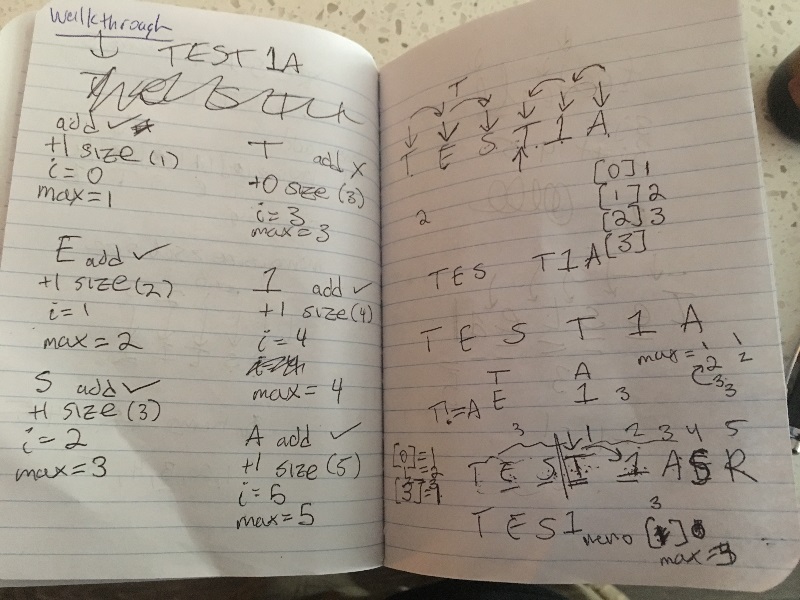 Walkthrough
TEST 1A
add ✓
+1 size (1)
i=0
max=1
E add ✓
+1 size (2)
i=1
max=2
S add ✓
+1 size (3)
i=2
max=3
T add x
+0 size (3)
i=3
max=3
1 add ✓
+1 size (4)
i=4
max=4
A add ✓
+1 size (5)
i=5
max=5
T
T E S T 1 A
[0] 1
[1] 2
[2] 3
[3]
2
TES T1A
T E S T 1 A
max = 1 2 3
1 2 3
T A
T!=A E 1 3
3 1 2 3 4 5
[0]=1
[3]=1
T E S T 1 A S R
T E S 1
3
max=5